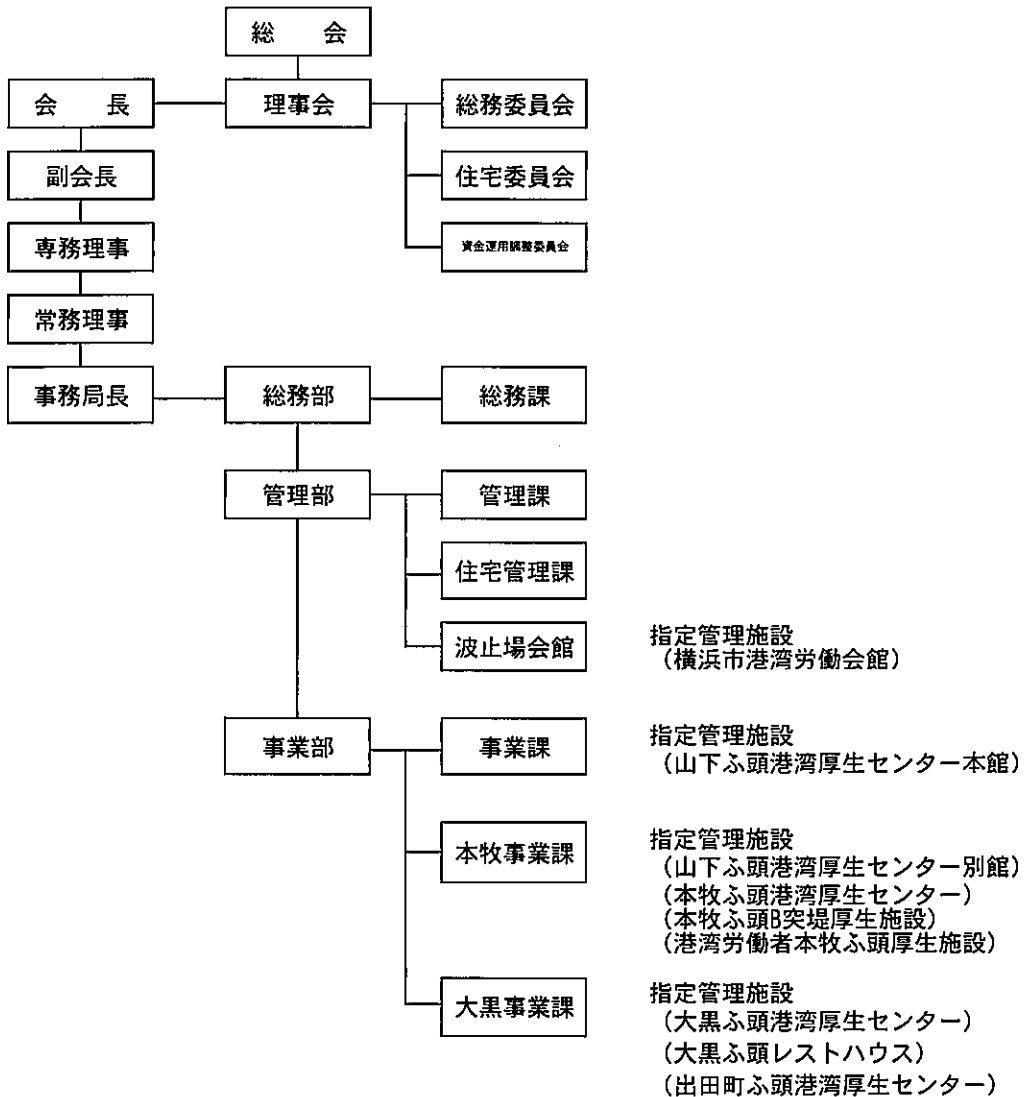 総　　会
会　　長
理事会
総務委員会
副会長
住宅委員会
専務理事
資金運用調整委員会
常務理事
事務局長
総務部
総務課
管理部
管理課
住宅管理課
波止場会館
指定管理施設
（横浜市港湾労働会館）
事業部
事業課
指定管理施設
（山下ふ頭港湾厚生センター本館）
本牧事業課
指定管理施設
（山下ふ頭港湾厚生センター別館）
（本牧ふ頭港湾厚生センター）
（本牧ふ頭B突堤厚生施設）
（港湾労働者本牧ふ頭厚生施設）
大黒事業課
指定管理施設
（大黒ふ頭港湾厚生センター）
（大黒ふ頭レストハウス）
（出田町ふ頭港湾厚生センター）